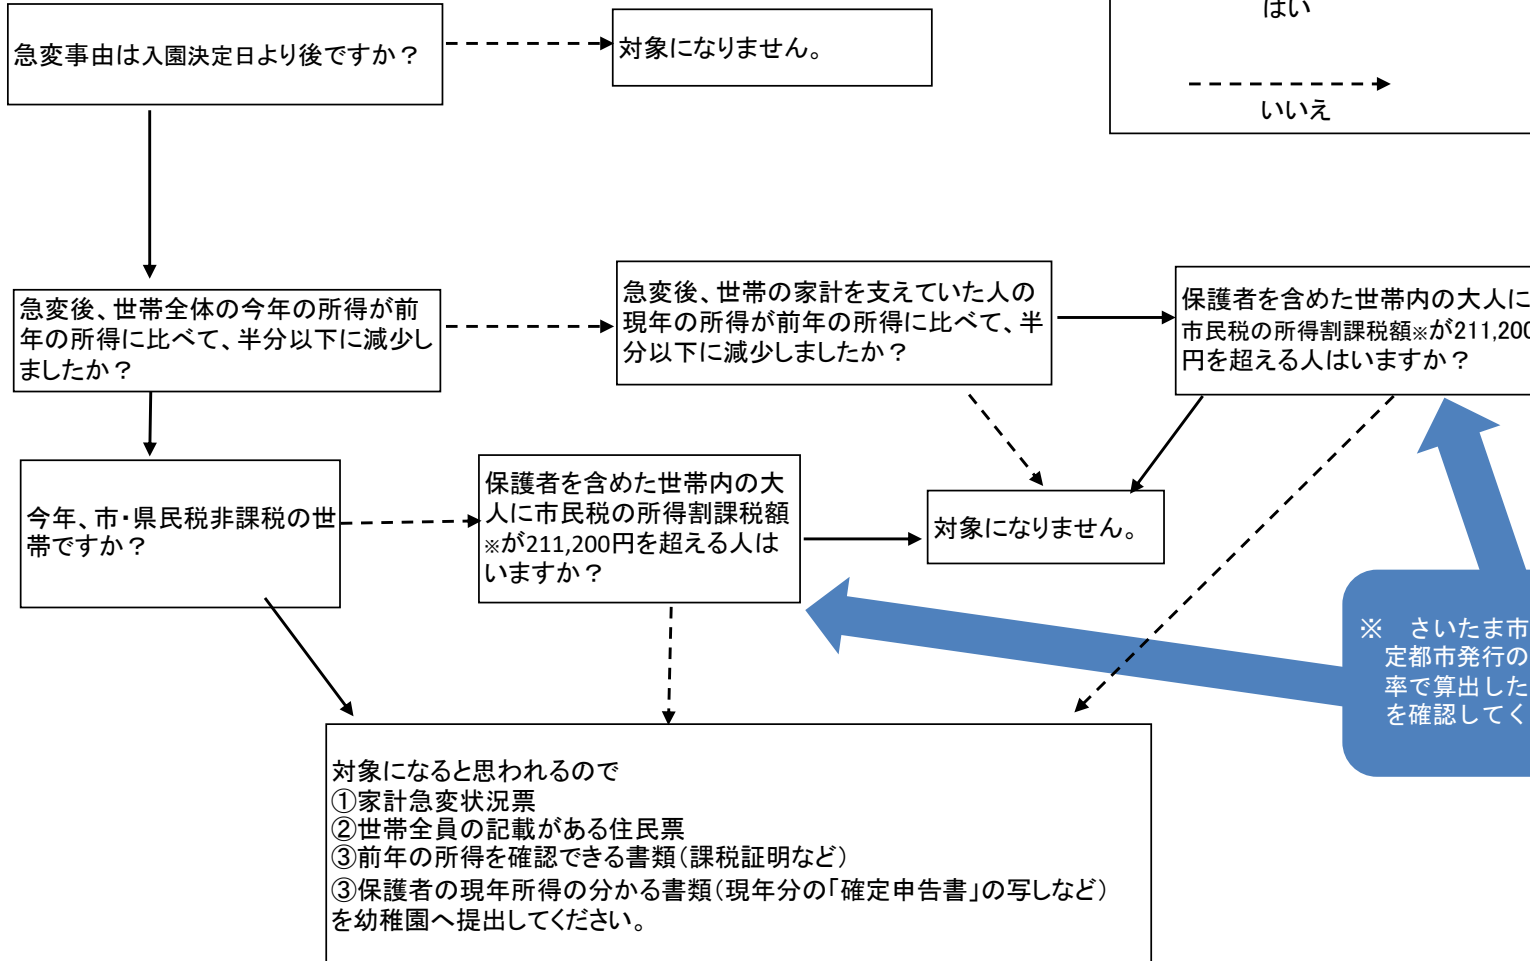 はい
いいえ
急変事由は入園決定日より後ですか？
対象になりません。
急変後、世帯全体の今年の所得が前
年の所得に比べて、半分以下に減少し
ましたか？
急変後、世帯の家計を支えていた人の
現年の所得が前年の所得に比べて、半
分以下に減少しましたか？
保護者を含めた世帯内の大人に
市民税の所得割課税額※が211,200
円を超える人はいますか？
今年、市・県民税非課税の世
帯ですか？
保護者を含めた世帯内の大
人に市民税の所得割課税額
※が211,200円を超える人は
いますか？
対象になりません。
※　さいたま市
定都市発行の
率で算出した
を確認してく
対象になると思われるので
①家計急変状況票
②世帯全員の記載がある住民票
③前年の所得を確認できる書類（課税証明など）
③保護者の現年所得の分かる書類（現年分の「確定申告書」の写しなど）
を幼稚園へ提出してください。